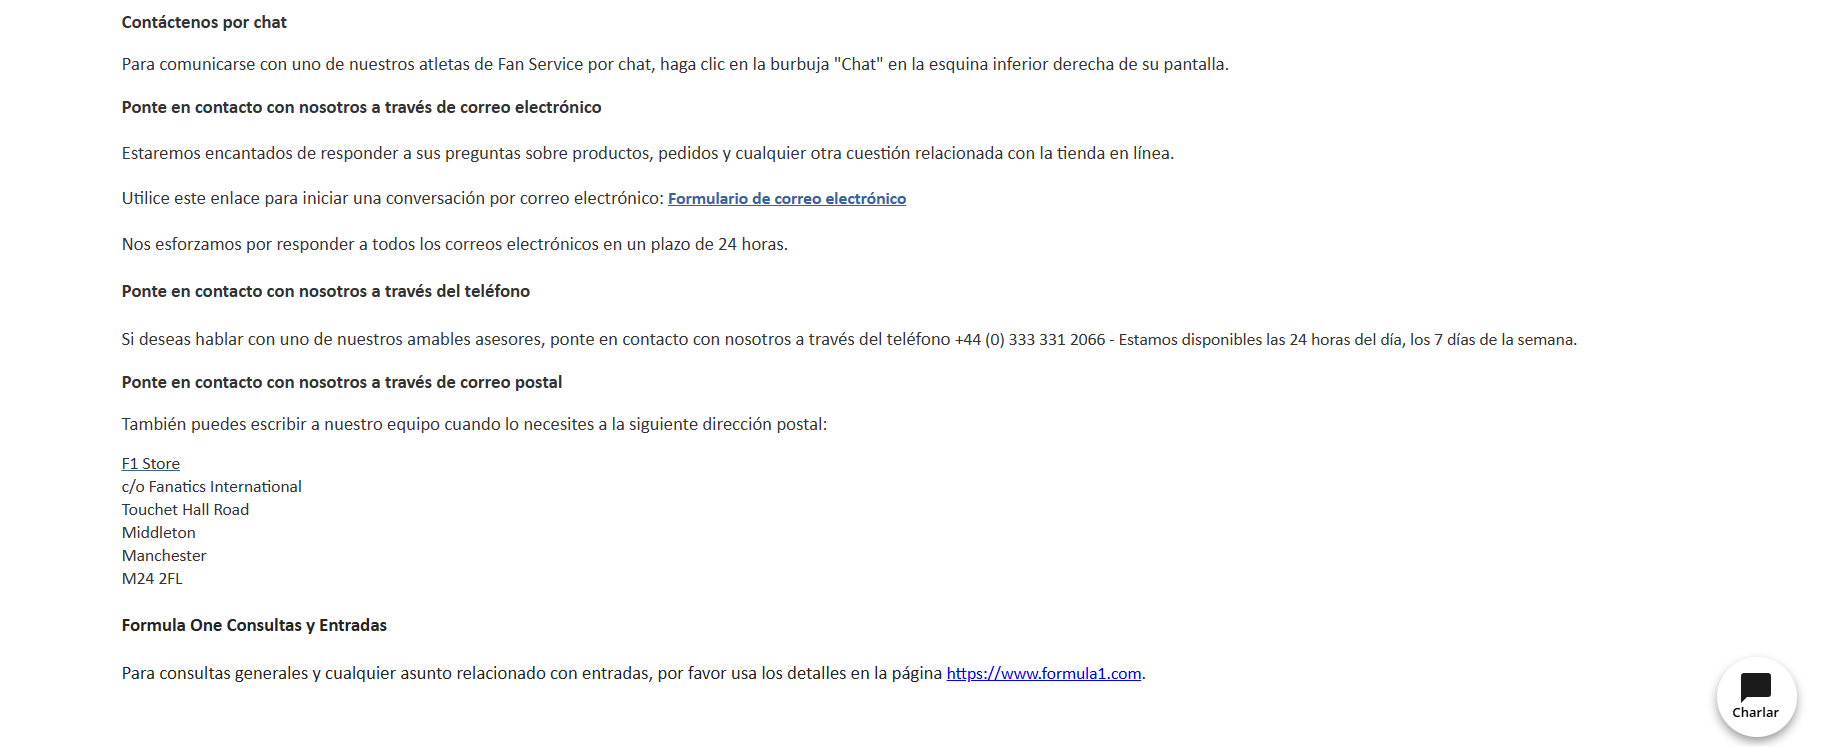 Contáctenos por chat
Para comunicarse con uno de nuestros atletas de Fan Service por chat, haga clic en la burbuja "Chat" en la esquina inferior derecha de su pantalla.
Ponte en contacto con nosotros a través de correo electrónico
Estaremos encantados de responder a sus preguntas sobre productos, pedidos y cualquier otra cuestión relacionada con la tienda en línea.
Utilice este enlace para iniciar una conversación por correo electrónico: Formulario de correo electrónico
Nos esforzamos por responder a todos los correos electrónicos en un plazo de 24 horas.
Ponte en contacto con nosotros a través del teléfono
Si deseas hablar con uno de nuestros amables asesores, ponte en contacto con nosotros a través del teléfono +44 (0) 333 331 2066 - Estamos disponibles las 24 horas del día, los 7 días de la semana.
Ponte en contacto con nosotros a través de correo postal
También puedes escribir a nuestro equipo cuando lo necesites a la siguiente dirección postal:
F1 Store
c/o Fanatics International
Touchet Hall Road
Middleton
Manchester
M24 2FL
Formula One Consultas y Entradas
Para consultas generales y cualquier asunto relacionado con entradas, por favor usa los detalles en la página https://www.formula1.com.
Charlar